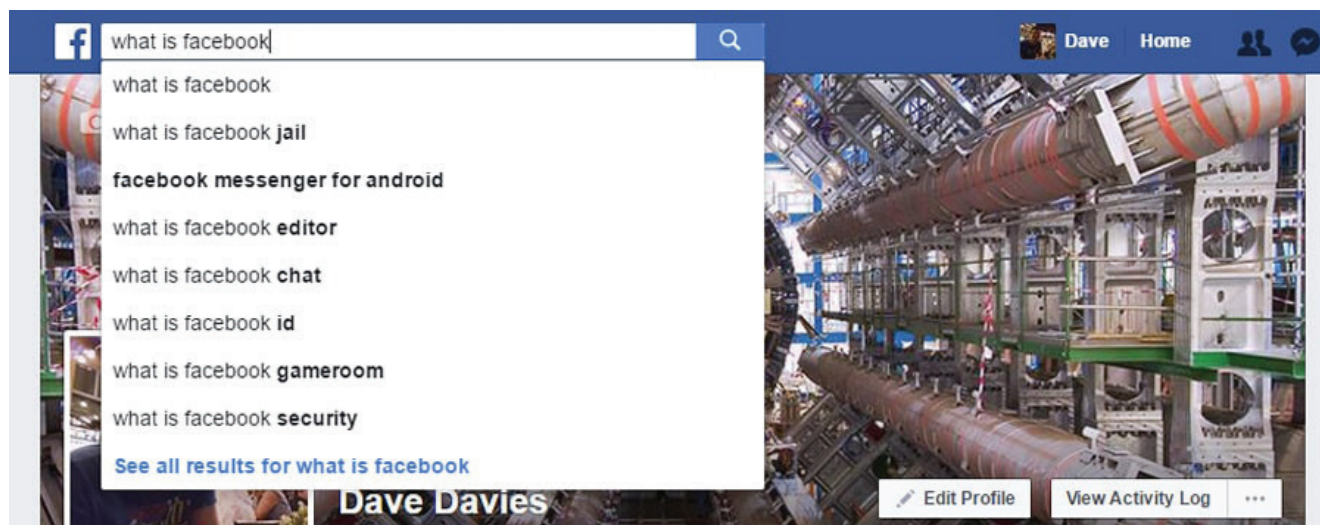 f what is facebook Dave Home
what is facebook
what is facebook jail
facebook messenger for android
what is facebook editor
what is facebook chat
what is facebook id
what is facebook gameroom
what is facebook security
See all results for what is facebook
Dave Davies
Edit Profile View Activity Log ...